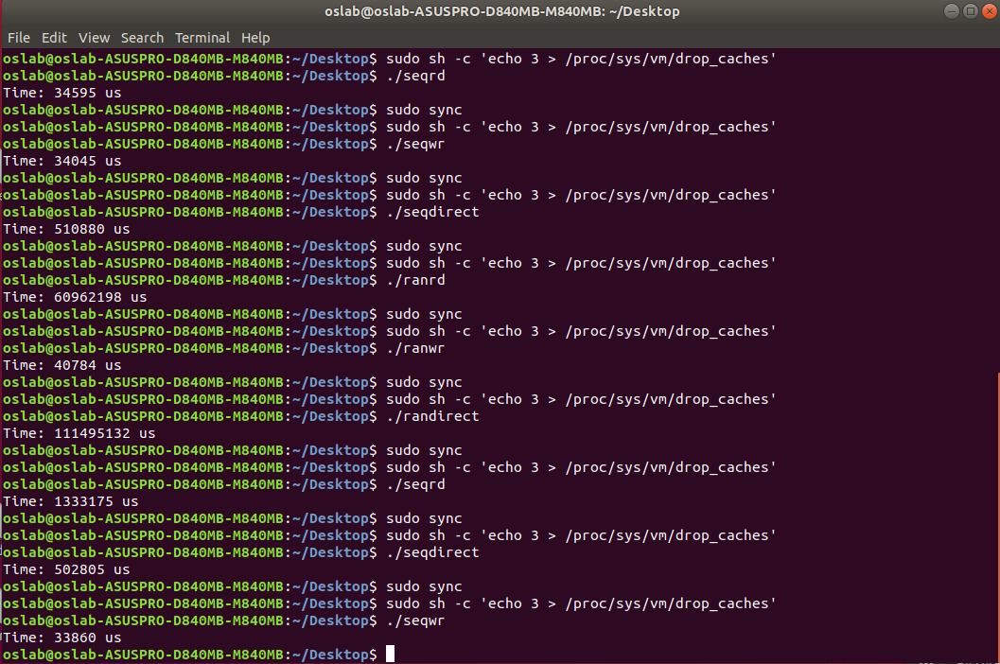 oslab@oslab-ASUSPRO-D840MB-M840MB: ~/Desktop
File Edit View Search Terminal Help
oslab@oslab-ASUSPRO-D840MB-M840MB:~/Desktop$ sudo sh -c 'echo 3 > /proc/sys/vm/drop_caches'
oslab@oslab-ASUSPRO-D840MB-M840MB:~/Desktop$ ./seqrd
Time: 34595 us
oslab@oslab-ASUSPRO-D840MB-M840MB:~/Desktop$ sudo sync
oslab@oslab-ASUSPRO-D840MB-M840MB:~/Desktop$ sudo sh -c 'echo 3 > /proc/sys/vm/drop_caches'
oslab@oslab-ASUSPRO-D840MB-M840MB:~/Desktop$ ./seqwr
Time: 34045 us
oslab@oslab-ASUSPRO-D840MB-M840MB:~/Desktop$ sudo sync
oslab@oslab-ASUSPRO-D840MB-M840MB:~/Desktop$ sudo sh -c 'echo 3 > /proc/sys/vm/drop_caches'
oslab@oslab-ASUSPRO-D840MB-M840MB:~/Desktop$ ./seqdirect
Time: 510880 us
oslab@oslab-ASUSPRO-D840MB-M840MB:~/Desktop$ sudo sync
oslab@oslab-ASUSPRO-D840MB-M840MB:~/Desktop$ sudo sh -c 'echo 3 > /proc/sys/vm/drop_caches'
oslab@oslab-ASUSPRO-D840MB-M840MB:~/Desktop$ ./ranrd
Time: 60962198 us
oslab@oslab-ASUSPRO-D840MB-M840MB:~/Desktop$ sudo sync
oslab@oslab-ASUSPRO-D840MB-M840MB:~/Desktop$ sudo sh -c 'echo 3 > /proc/sys/vm/drop_caches'
oslab@oslab-ASUSPRO-D840MB-M840MB:~/Desktop$ ./ranwr
Time: 40784 us
oslab@oslab-ASUSPRO-D840MB-M840MB:~/Desktop$ sudo sync
oslab@oslab-ASUSPRO-D840MB-M840MB:~/Desktop$ sudo sh -c 'echo 3 > /proc/sys/vm/drop_caches'
oslab@oslab-ASUSPRO-D840MB-M840MB:~/Desktop$ ./randirect
Time: 111495132 us
oslab@oslab-ASUSPRO-D840MB-M840MB:~/Desktop$ sudo sync
oslab@oslab-ASUSPRO-D840MB-M840MB:~/Desktop$ sudo sh -c 'echo 3 > /proc/sys/vm/drop_caches'
oslab@oslab-ASUSPRO-D840MB-M840MB:~/Desktop$ ./seqrd
Time: 1333175 us
oslab@oslab-ASUSPRO-D840MB-M840MB:~/Desktop$ sudo sync
oslab@oslab-ASUSPRO-D840MB-M840MB:~/Desktop$ sudo sh -c 'echo 3 > /proc/sys/vm/drop_caches'
oslab@oslab-ASUSPRO-D840MB-M840MB:~/Desktop$ ./seqdirect
Time: 502805 us
oslab@oslab-ASUSPRO-D840MB-M840MB:~/Desktop$ sudo sync
oslab@oslab-ASUSPRO-D840MB-M840MB:~/Desktop$ sudo sh -c 'echo 3 > /proc/sys/vm/drop_caches'
oslab@oslab-ASUSPRO-D840MB-M840MB:~/Desktop$ ./seqwr
Time: 33860 us
oslab@oslab-ASUSPRO-D840MB-M840MB:~/Desktop$